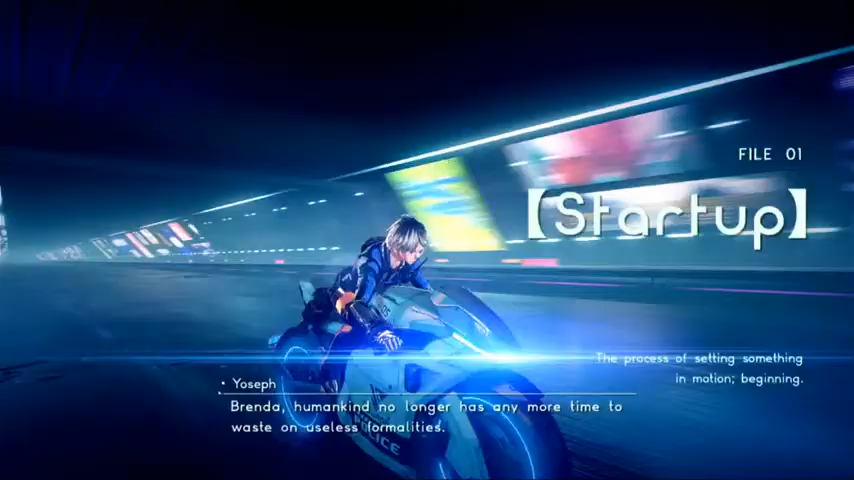 FILE 01
【Startup】
The process of setting something
in motion; beginning.
• Yoseph
Brenda, humankind no longer has any more time to
waste on useless formalities.
POLICE